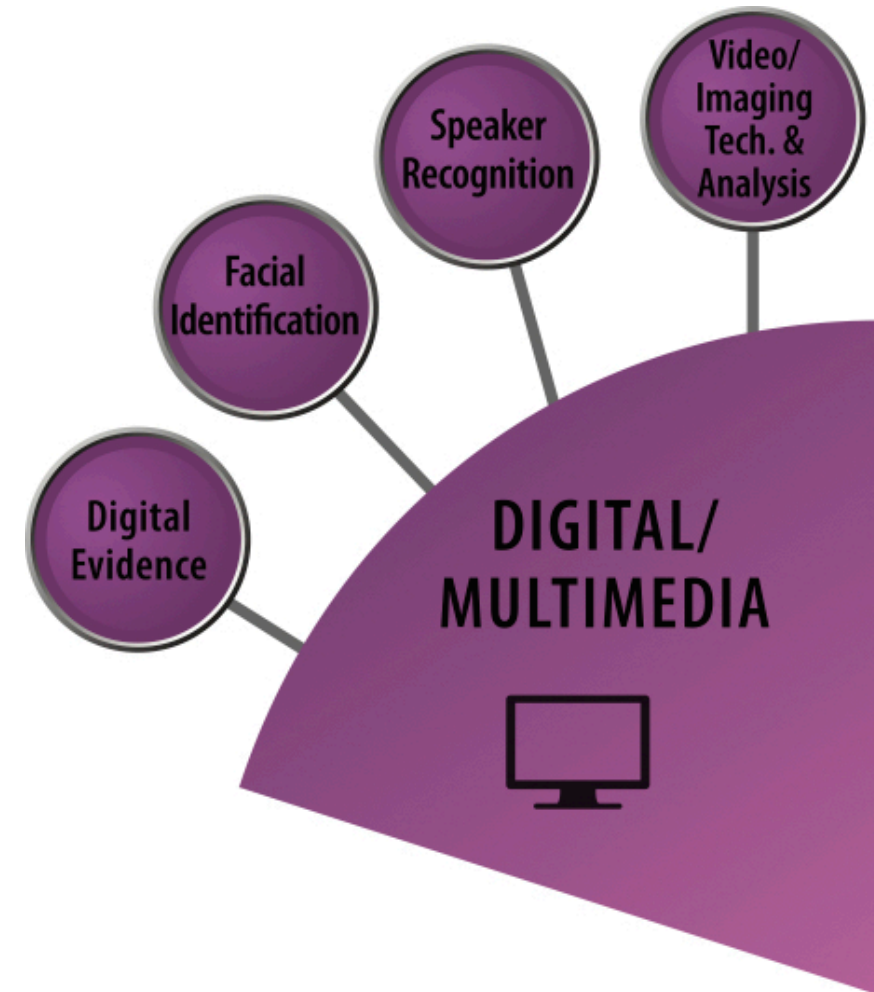 Video/
Imaging
Tech. &
Analysis
Speaker
Recognition
Facial
Identification
Digital
Evidence
DIGITAL/
MULTIMEDIA